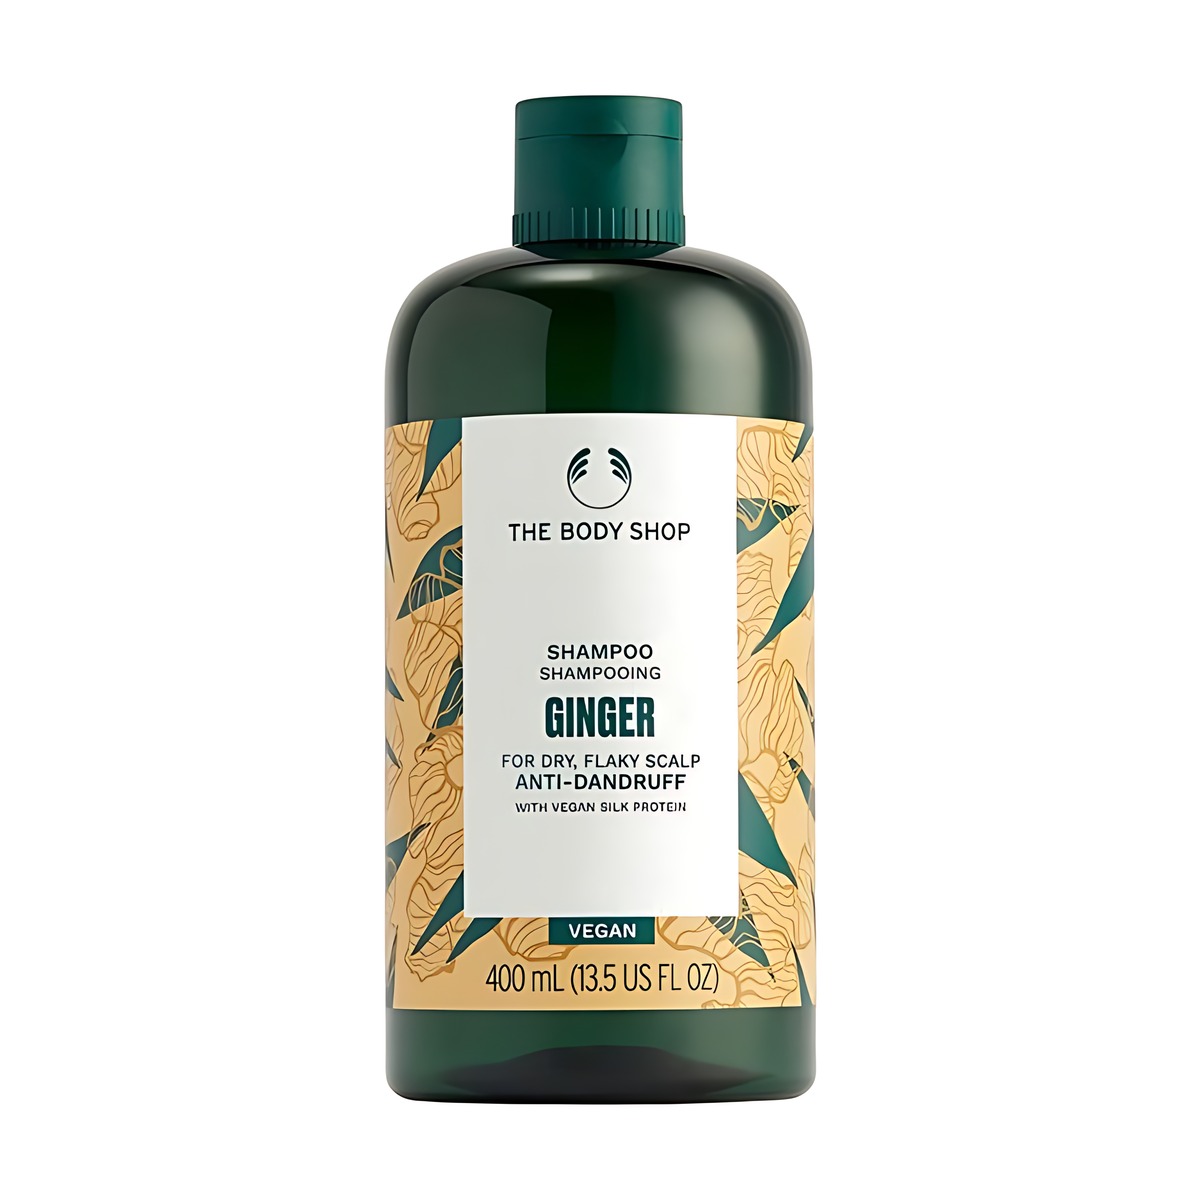 THE BODY SHOP
SHAMPOO
SHAMPOOING
GINGER
FOR DRY, FLAKY SCALP
ANTI-DANDRUFF
WITH VEGAN SILK PROTEIN
VEGAN
400 mL (13.5 US FL OZ)